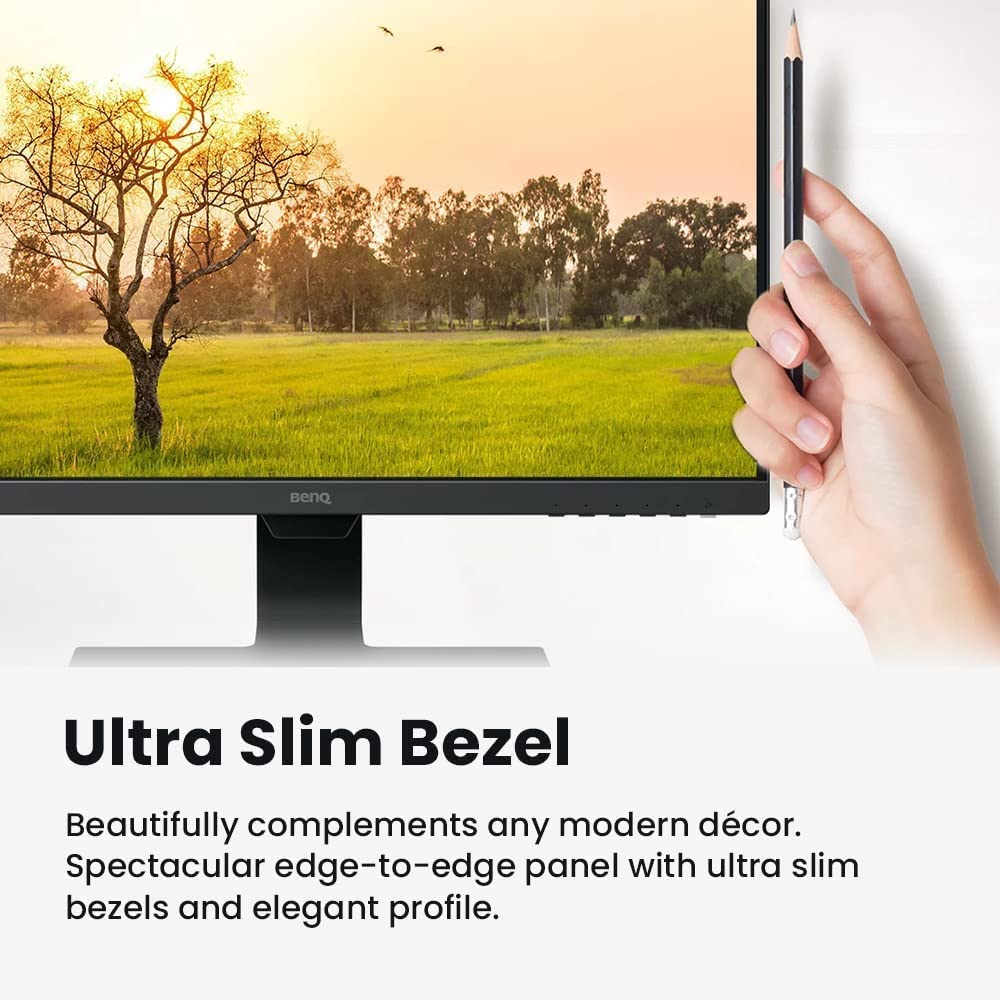 BenQ
Ultra Slim Bezel
Beautifully complements any modern décor.
Spectacular edge-to-edge panel with ultra slim
bezels and elegant profile.